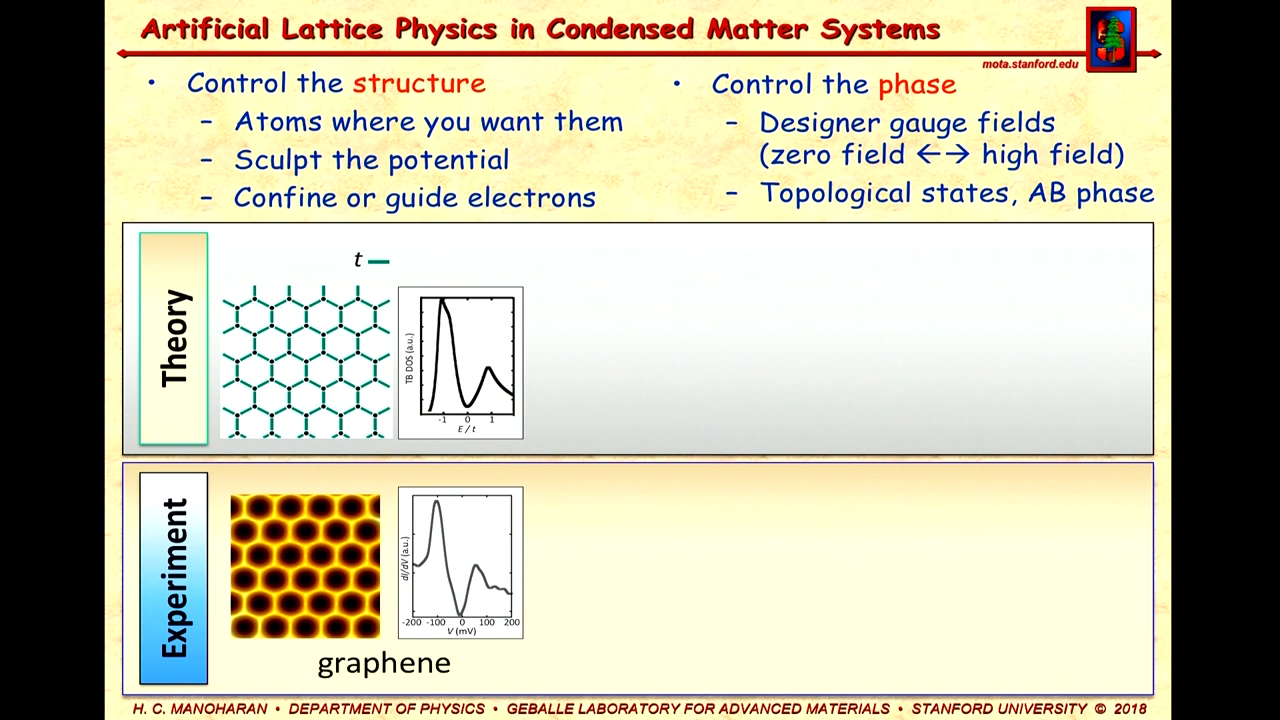 Artificial Lattice Physics in Condensed Matter Systems
mota.stanford.edu
• Control the structure
– Atoms where you want them
– Sculpt the potential
– Confine or guide electrons
• Control the phase
– Designer gauge fields
(zero field ←→ high field)
– Topological states, AB phase
Theory
t
TB DOS (a.u.)
-1 0 1
E / t
Experiment
dI/dV (a.u.)
-200 -100 0 100 200
V (mV)
graphene
H. C. MANOHARAN • DEPARTMENT OF PHYSICS • GEBALLE LABORATORY FOR ADVANCED MATERIALS • STANFORD UNIVERSITY © 2018